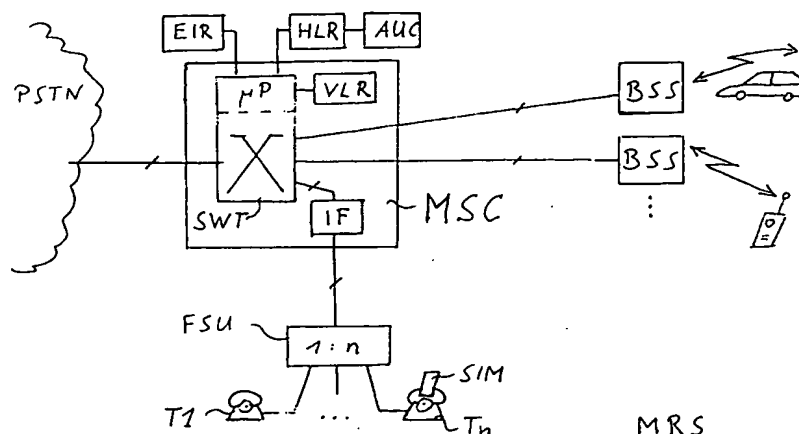 EIR
HLR
AUC
PSTN
µP
VLR
BSS
BSS
SWT
IF
MSC
FSU
1:n
SIM
T1
...
Tn
MRS